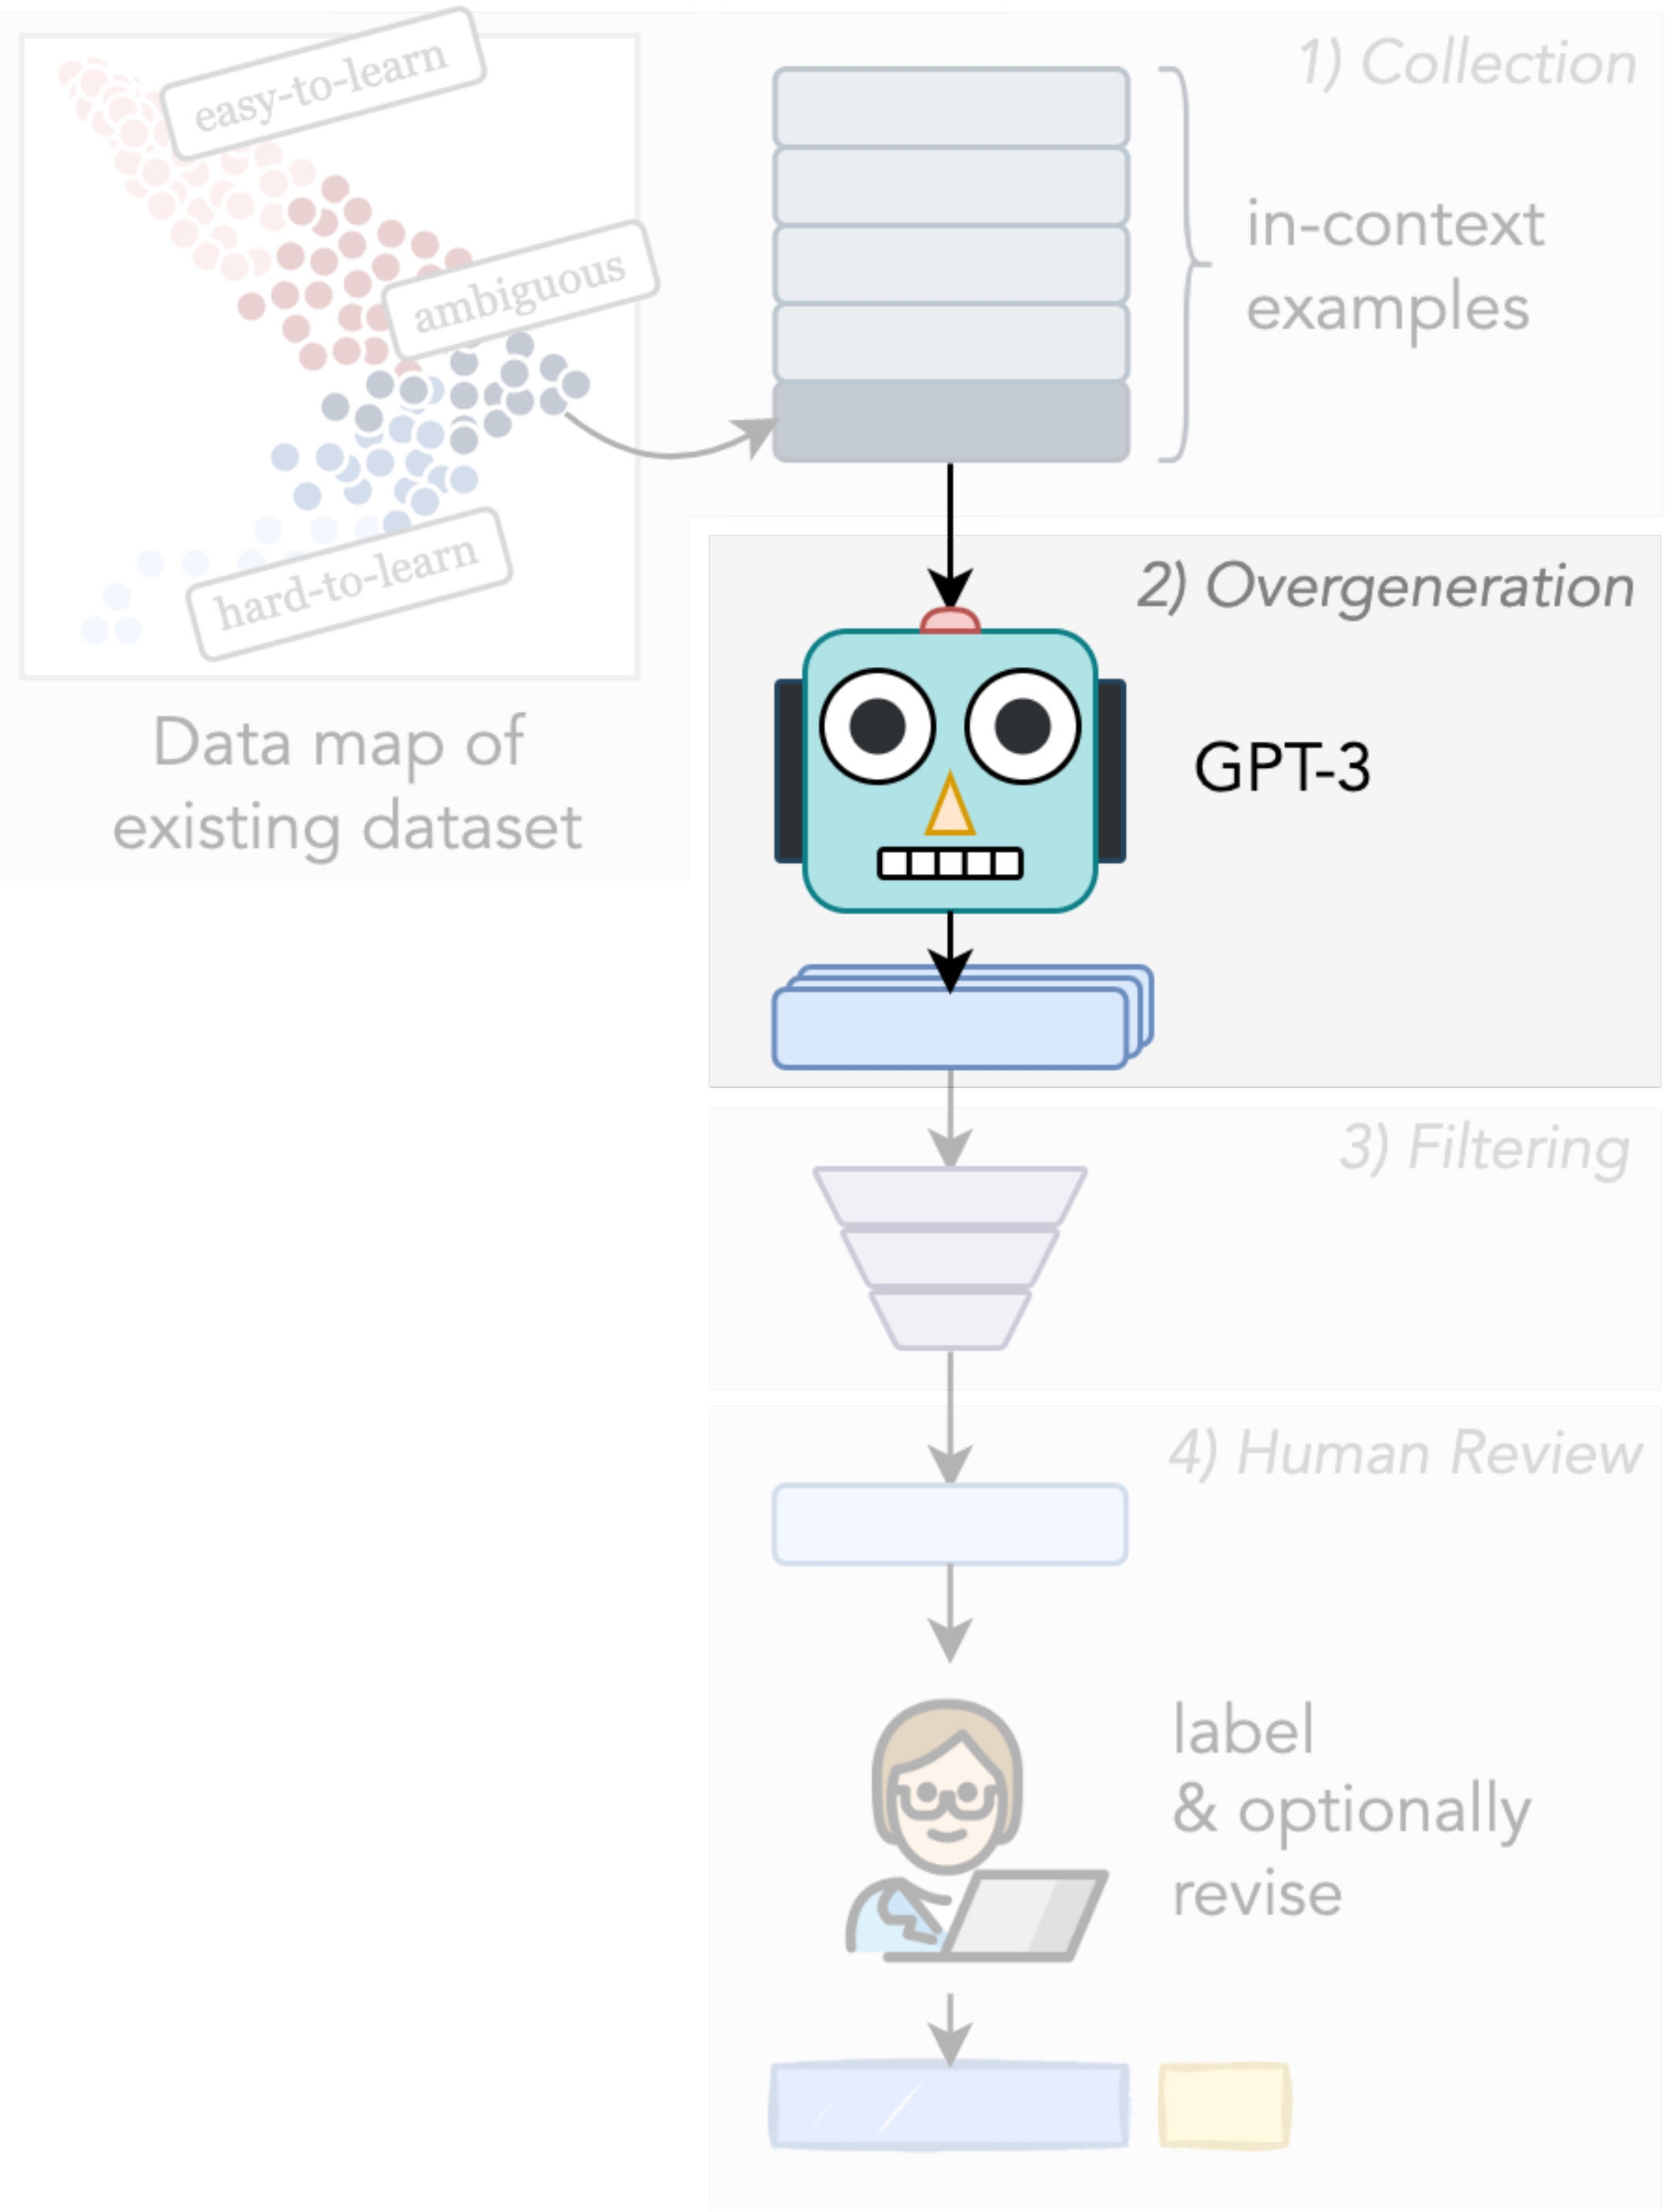 easy-to-learn
ambiguous
hard-to-learn
Data map of
existing dataset
1) Collection
in-context
examples
2) Overgeneration
GPT-3
3) Filtering
4) Human Review
label
& optionally
revise